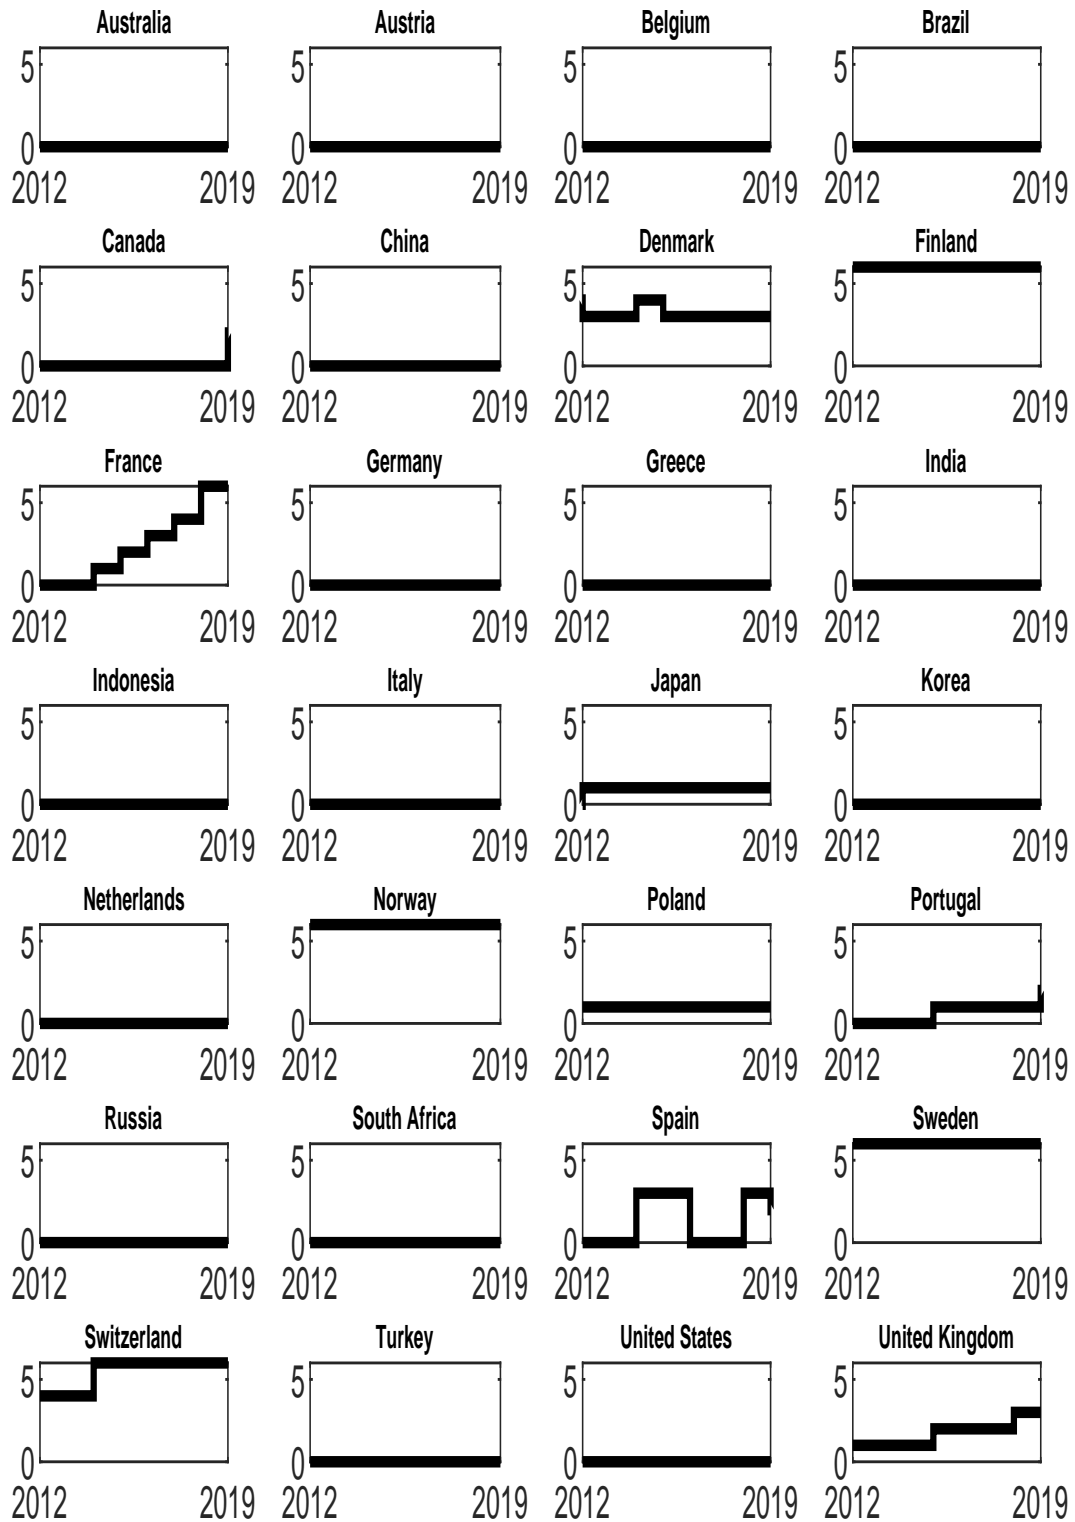 Australia Austria Belgium Brazil
5 5 5 5
0 0 0 0
2012 2019 2012 2019 2012 2019 2012 2019
Canada China Denmark Finland
5 5 5 5
0 0 0 0
2012 2019 2012 2019 2012 2019 2012 2019
France Germany Greece India
5 5 5 5
0 0 0 0
2012 2019 2012 2019 2012 2019 2012 2019
Indonesia Italy Japan Korea
5 5 5 5
0 0 0 0
2012 2019 2012 2019 2012 2019 2012 2019
Netherlands Norway Poland Portugal
5 5 5 5
0 0 0 0
2012 2019 2012 2019 2012 2019 2012 2019
Russia South Africa Spain Sweden
5 5 5 5
0 0 0 0
2012 2019 2012 2019 2012 2019 2012 2019
Switzerland Turkey United States United Kingdom
5 5 5 5
0 0 0 0
2012 2019 2012 2019 2012 2019 2012 2019